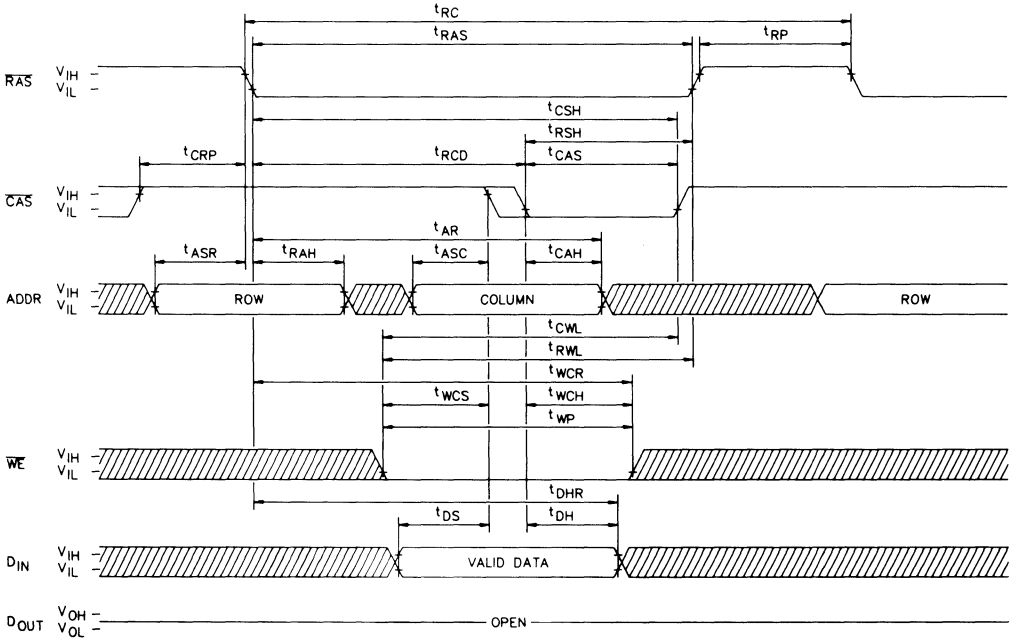 tRC
tRAS tRP
RAS VIH
VIL
tCSH
tRSH
tCRP tRCD tCAS
CAS VIH
VIL
tAR
tASR tRAH tASC tCAH
ADDR VIH
VIL
ROW COLUMN ROW
tCWL
tRWL
tWCR
tWCS tWCH
tWP
WE VIH
VIL
tDHR
tDS tDH
DIN VIH
VIL
VALID DATA
DOUT VOH
VOL
OPEN